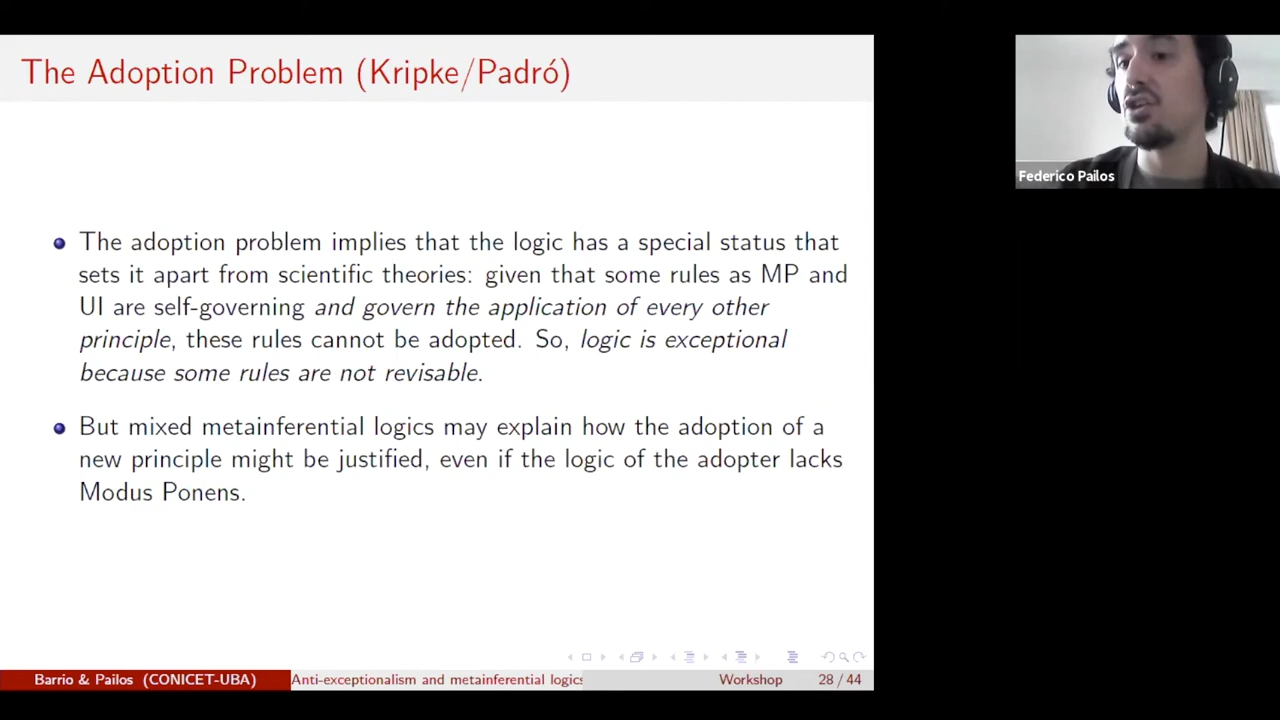 The Adoption Problem (Kripke/Padró)
Federico Pailos
The adoption problem implies that the logic has a special status that
sets it apart from scientific theories: given that some rules as MP and
UI are self-governing and govern the application of every other
principle, these rules cannot be adopted. So, logic is exceptional
because some rules are not revisable.
But mixed metainferential logics may explain how the adoption of a
new principle might be justified, even if the logic of the adopter lacks
Modus Ponens.
Barrio & Pailos (CONICET-UBA) Anti-exceptionalism and metainferential logics Workshop 28 / 44